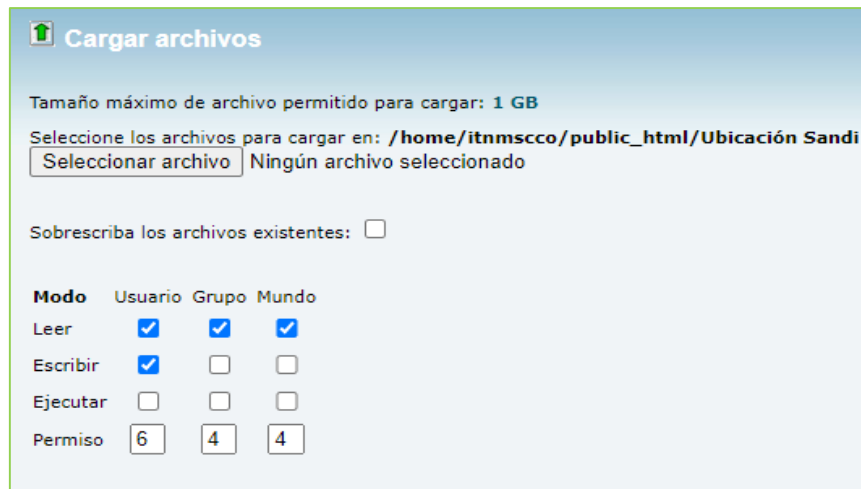 Cargar archivos
Tamaño máximo de archivo permitido para cargar: 1 GB
Seleccione los archivos para cargar en: /home/itnmscco/public_html/Ubicación Sandi
Seleccionar archivo Ningún archivo seleccionado
Sobrescriba los archivos existentes:
Modo Usuario Grupo Mundo
Leer
Escribir
Ejecutar
Permiso 6 4 4